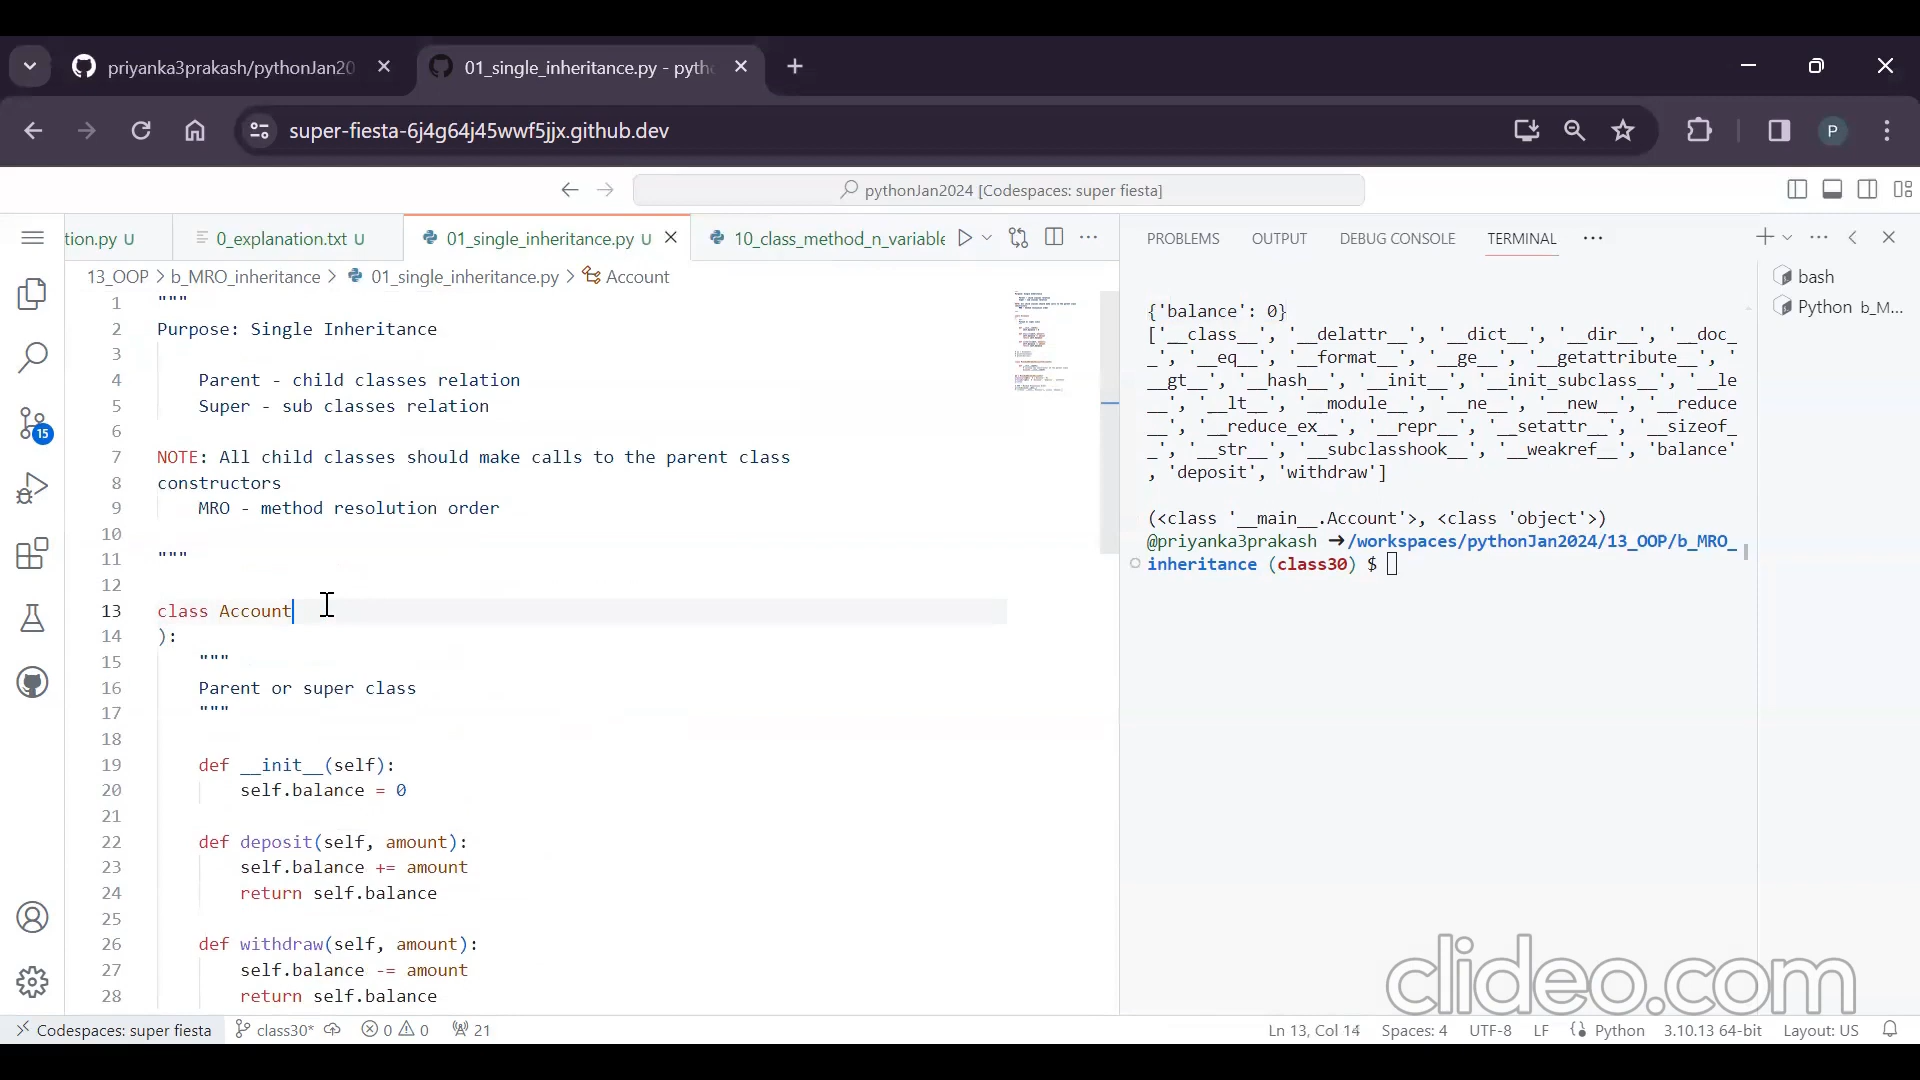 priyanka3prakash/pythonJan20
01_single_inheritance.py - pyth
super-fiesta-6j4g64j45wwf5jjx.github.dev
P
pythonJan2024 [Codespaces: super fiesta]
tion.py U
0_explanation.txt U
01_single_inheritance.py U
10_class_method_n_variable
PROBLEMS
OUTPUT
DEBUG CONSOLE
TERMINAL
13_OOP > b_MRO_inheritance > 01_single_inheritance.py > Account
1 """
2 Purpose: Single Inheritance
3
4 Parent - child classes relation
5 Super - sub classes relation
6
7 NOTE: All child classes should make calls to the parent class
8 constructors
9 MRO - method resolution order
10
11 """
12
13 class Account
14 ):
15 """
16 Parent or super class
17 """
18
19 def __init__(self):
20 self.balance = 0
21
22 def deposit(self, amount):
23 self.balance += amount
24 return self.balance
25
26 def withdraw(self, amount):
27 self.balance -= amount
28 return self.balance
{'balance': 0}
['__class__', '__delattr__', '__dict__', '__dir__', '__doc_
_', '__eq__', '__format__', '__ge__', '__getattribute__', '
__gt__', '__hash__', '__init__', '__init_subclass__', '__le
__', '__lt__', '__module__', '__ne__', '__new__', '__reduce
__', '__reduce_ex__', '__repr__', '__setattr__', '__sizeof_
_', '__str__', '__subclasshook__', '__weakref__', 'balance'
, 'deposit', 'withdraw']
(<class '__main__.Account'>, <class 'object'>)
@priyanka3prakash →/workspaces/pythonJan2024/13_OOP/b_MRO_
inheritance (class30) $
bash
Python b_M...
15
clideo.com
Codespaces: super fiesta
class30*
0
0
21
Ln 13, Col 14
Spaces: 4
UTF-8
LF
Python
3.10.13 64-bit
Layout: US